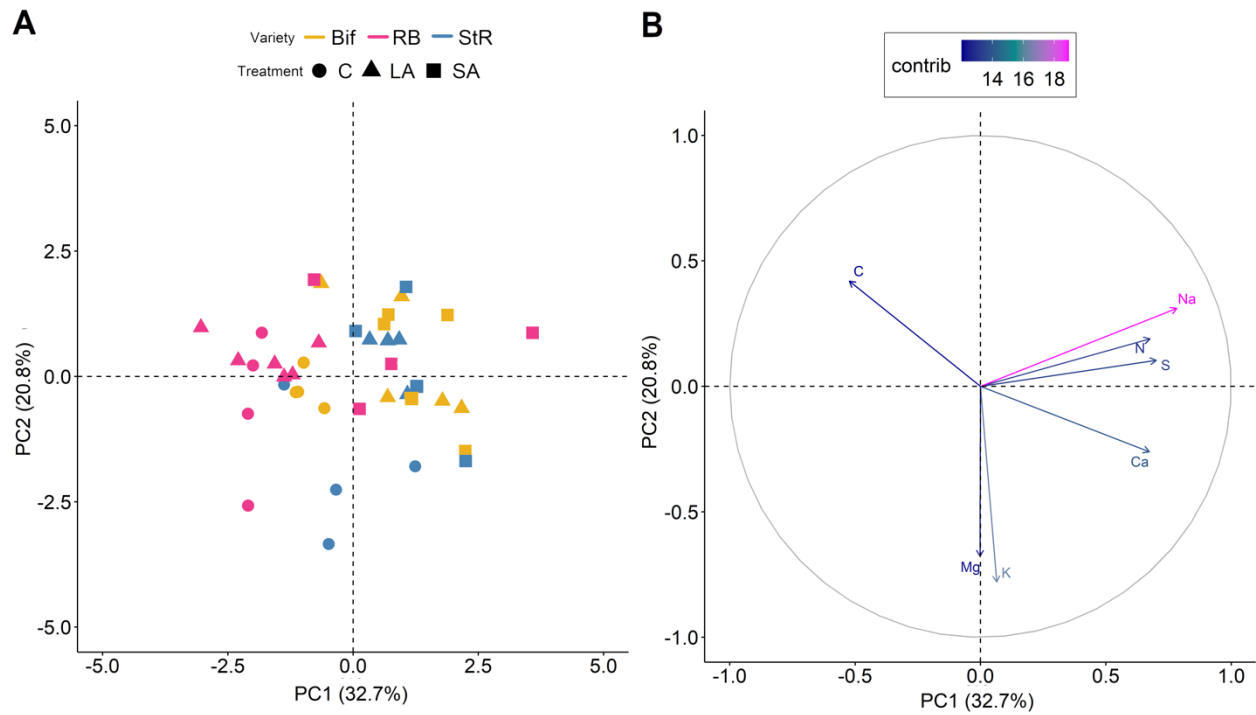 A
Variety Bif RB StR
Treatment C LA SA
5.0
2.5
0.0
-2.5
-5.0
PC2 (20.8%)
-5.0 -2.5 0.0 2.5 5.0
PC1 (32.7%)
B
contrib
14 16 18
1.0
0.5
0.0
-0.5
-1.0
PC2 (20.8%)
C
Na
N
S
Ca
Mg
K
-1.0 -0.5 0.0 0.5 1.0
PC1 (32.7%)